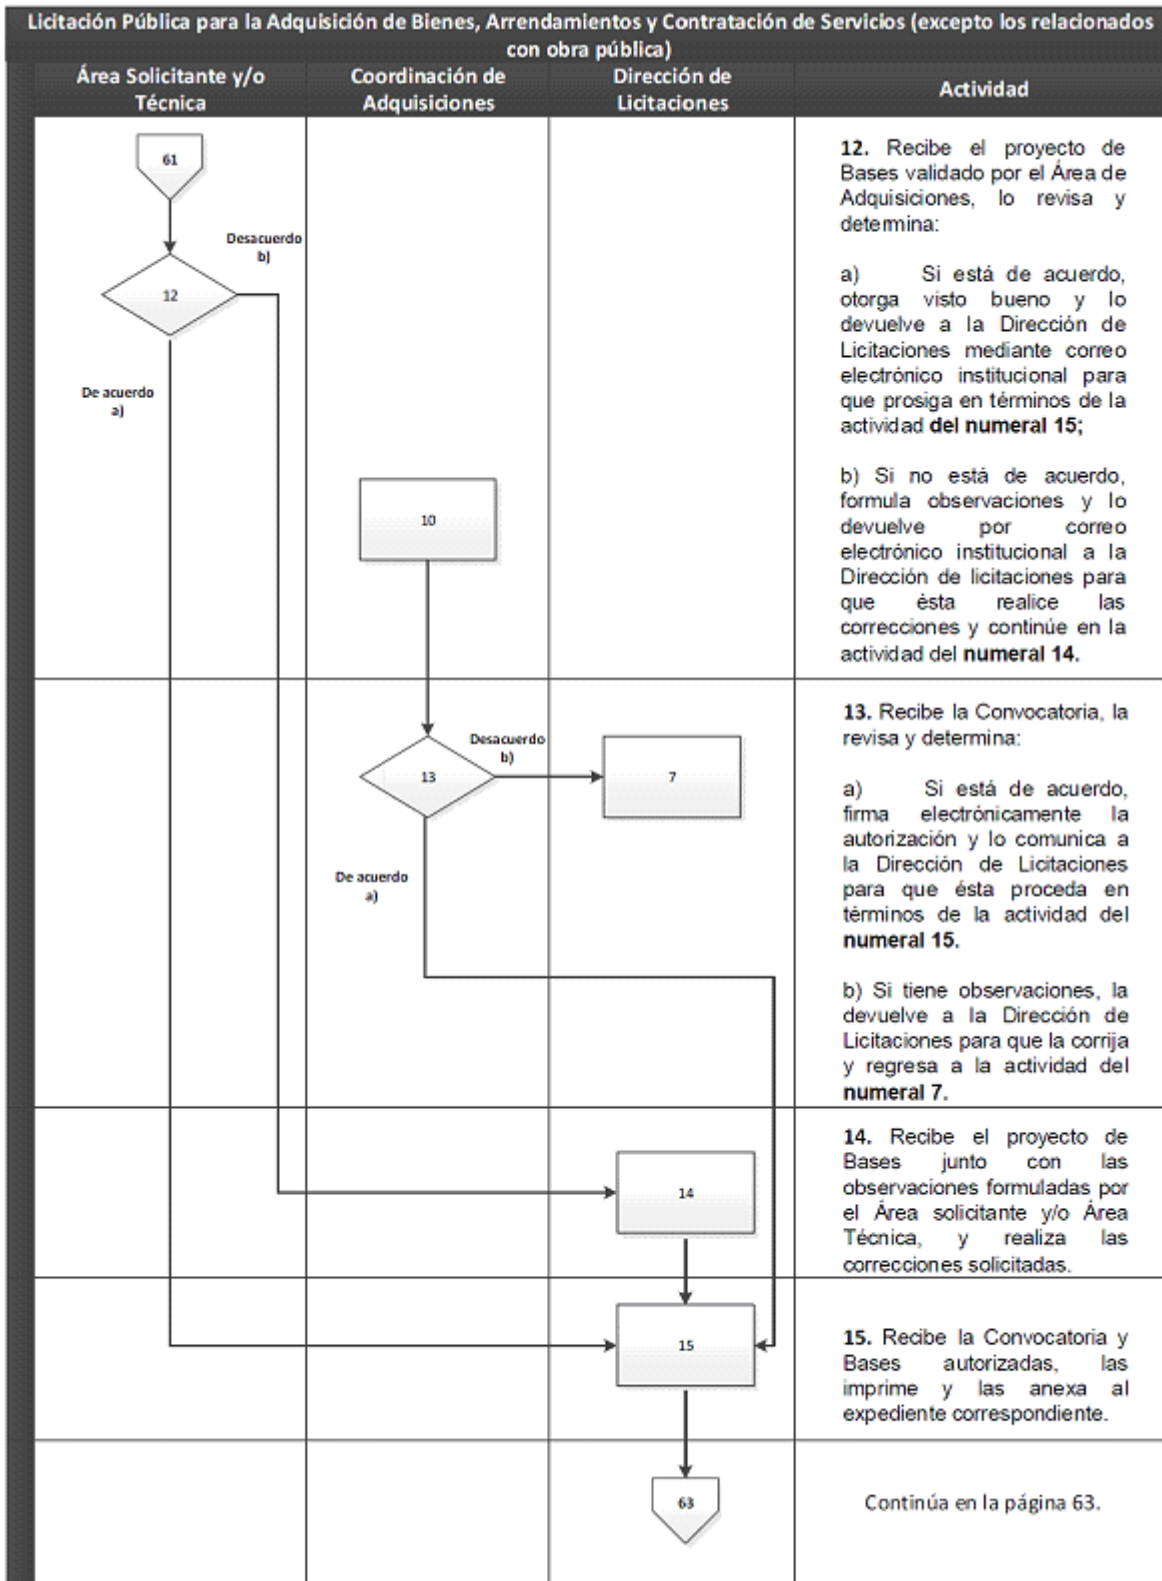 Licitación Pública para la Adquisición de Bienes, Arrendamientos y Contratación de Servicios (excepto los relacionados
con obra pública)
Área Solicitante y/o
Técnica
Coordinación de
Adquisiciones
Dirección de
Licitaciones
Actividad
61
Desacuerdo
b)
12
De acuerdo
a)
10
12. Recibe el proyecto de
Bases validado por el Área de
Adquisiciones, lo revisa y
determina:
a) Si está de acuerdo,
otorga visto bueno y lo
devuelve a la Dirección de
Licitaciones mediante correo
electrónico institucional para
que prosiga en términos de la
actividad del numeral 15;
b) Si no está de acuerdo,
formula observaciones y lo
devuelve por correo
electrónico institucional a la
Dirección de licitaciones para
que ésta realice las
correcciones y continúe en la
actividad del numeral 14.
13
Desacuerdo
b)
7
De acuerdo
a)
13. Recibe la Convocatoria, la
revisa y determina:
a) Si está de acuerdo,
firma electrónicamente la
autorización y lo comunica a
la Dirección de Licitaciones
para que ésta proceda en
términos de la actividad del
numeral 15.
b) Si tiene observaciones, la
devuelve a la Dirección de
Licitaciones para que la corrija
y regresa a la actividad del
numeral 7.
14
14. Recibe el proyecto de
Bases junto con las
observaciones formuladas por
el Área solicitante y/o Área
Técnica, y realiza las
correcciones solicitadas.
15
15. Recibe la Convocatoria y
Bases autorizadas, las
imprime y las anexa al
expediente correspondiente.
63
Continúa en la página 63.